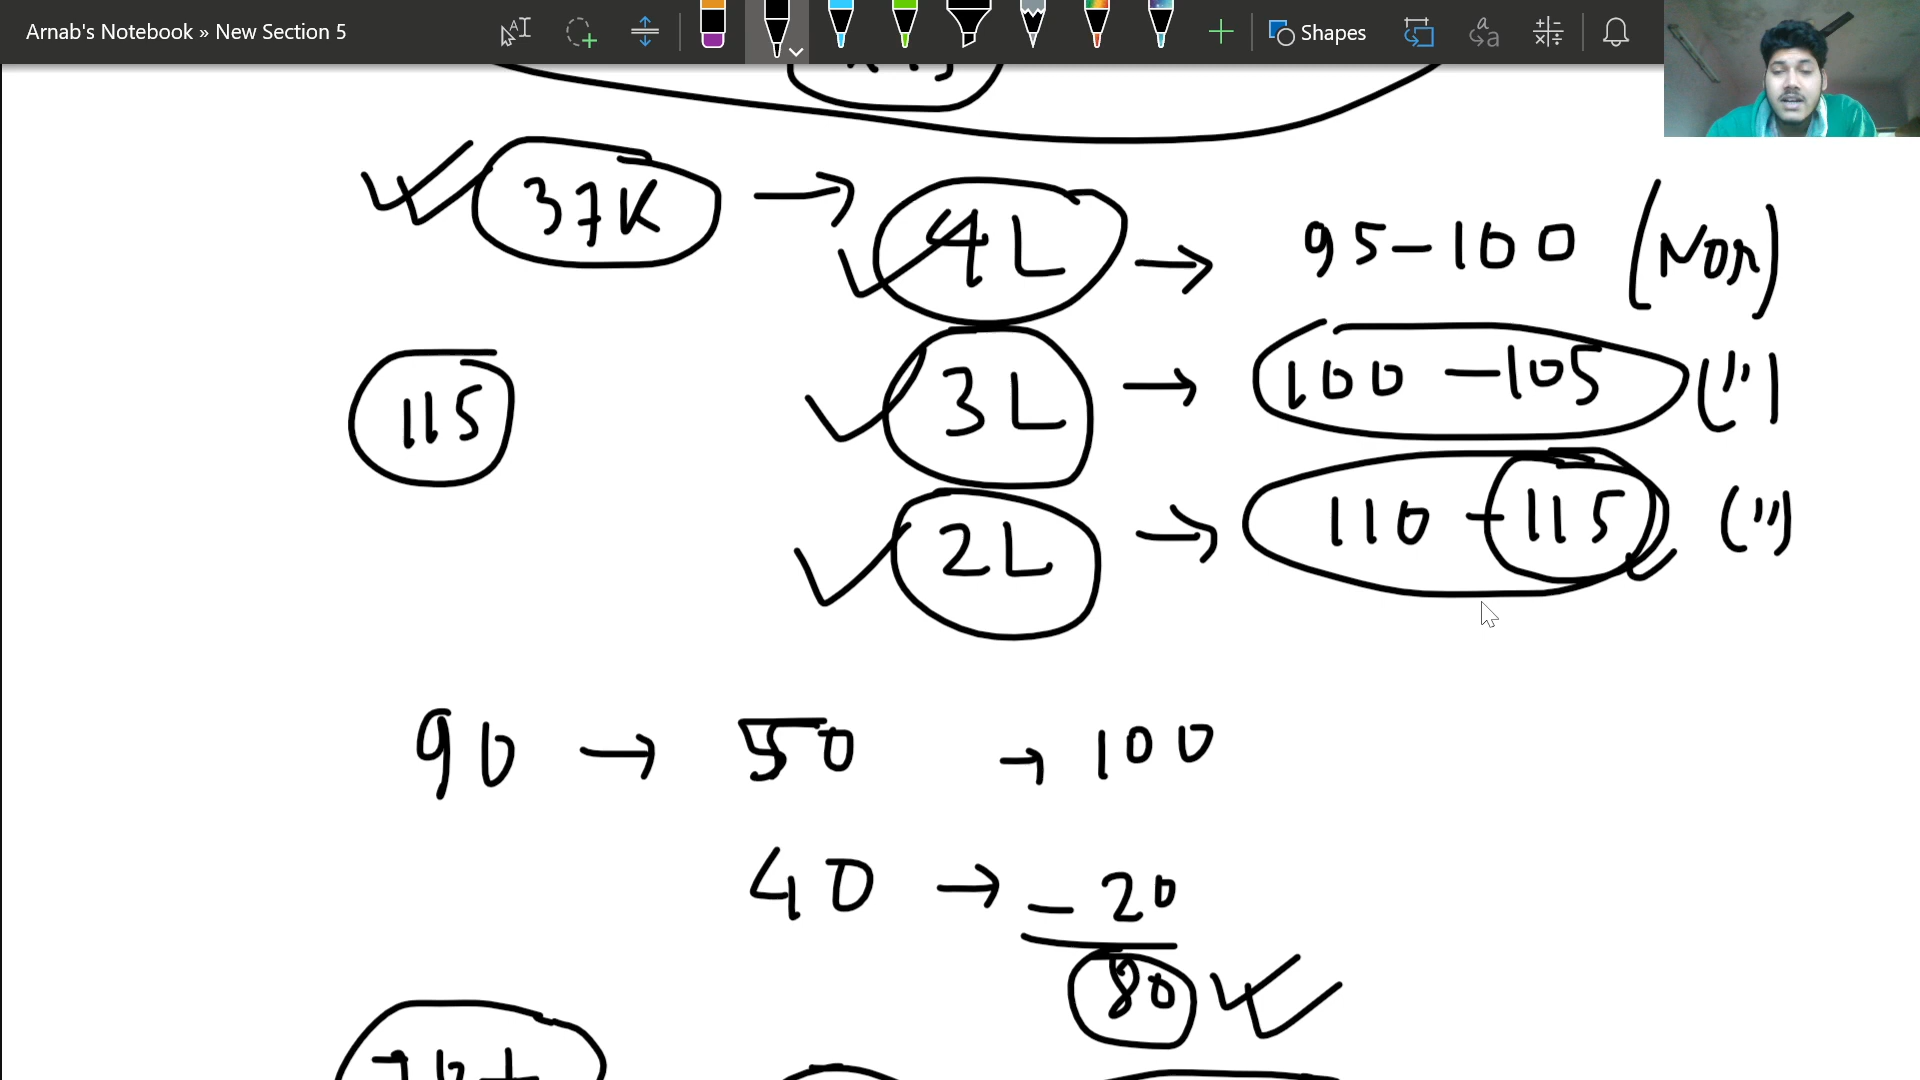 Arnab's Notebook » New Section 5
Shapes
37K → 4L → 95-100 (Nor)
115 3L → 100-105 (")
2L → 110-115 (")
90 → 50 → 100
40 → -20
80